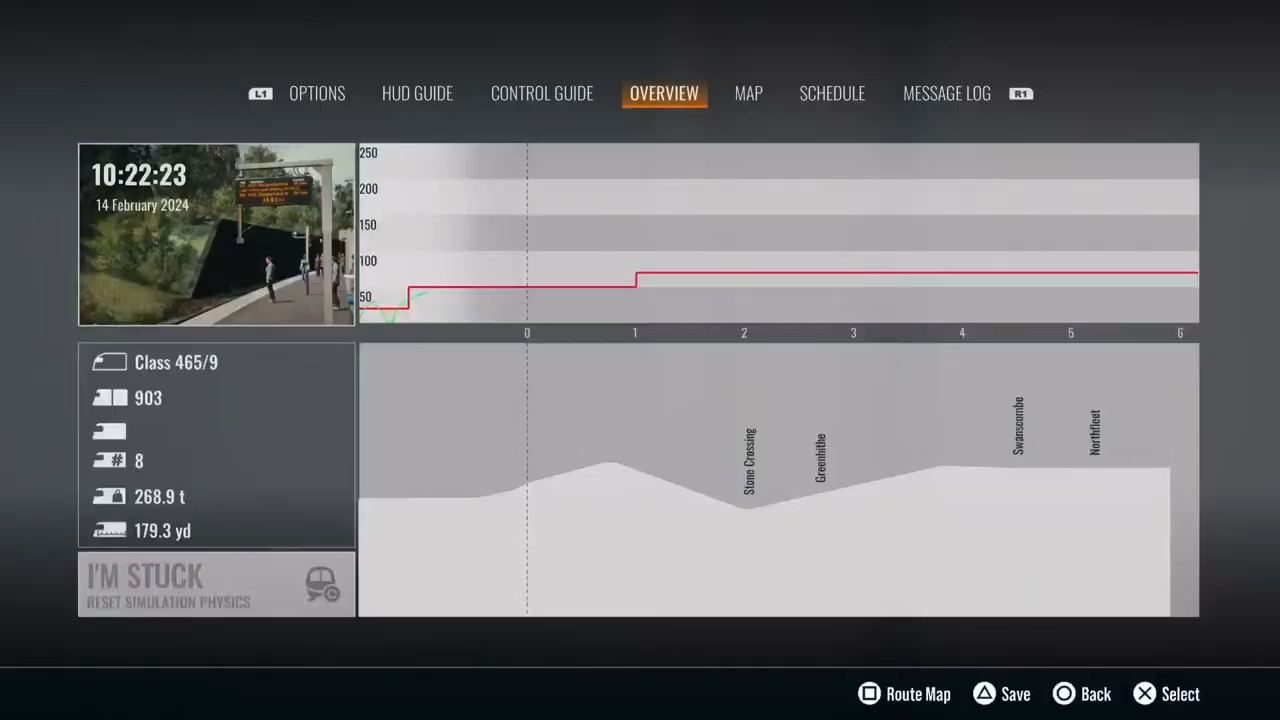 L1 OPTIONS HUD GUIDE CONTROL GUIDE OVERVIEW MAP SCHEDULE MESSAGE LOG R1
10:22:23
14 February 2024
250
200
150
100
50
0 1 2 3 4 5 6
Class 465/9
903
# 8
268.9 t
179.3 yd
I'M STUCK
RESET SIMULATION PHYSICS
Stone Crossing
Greenhithe
Swanscombe
Northfleet
Route Map Save Back Select